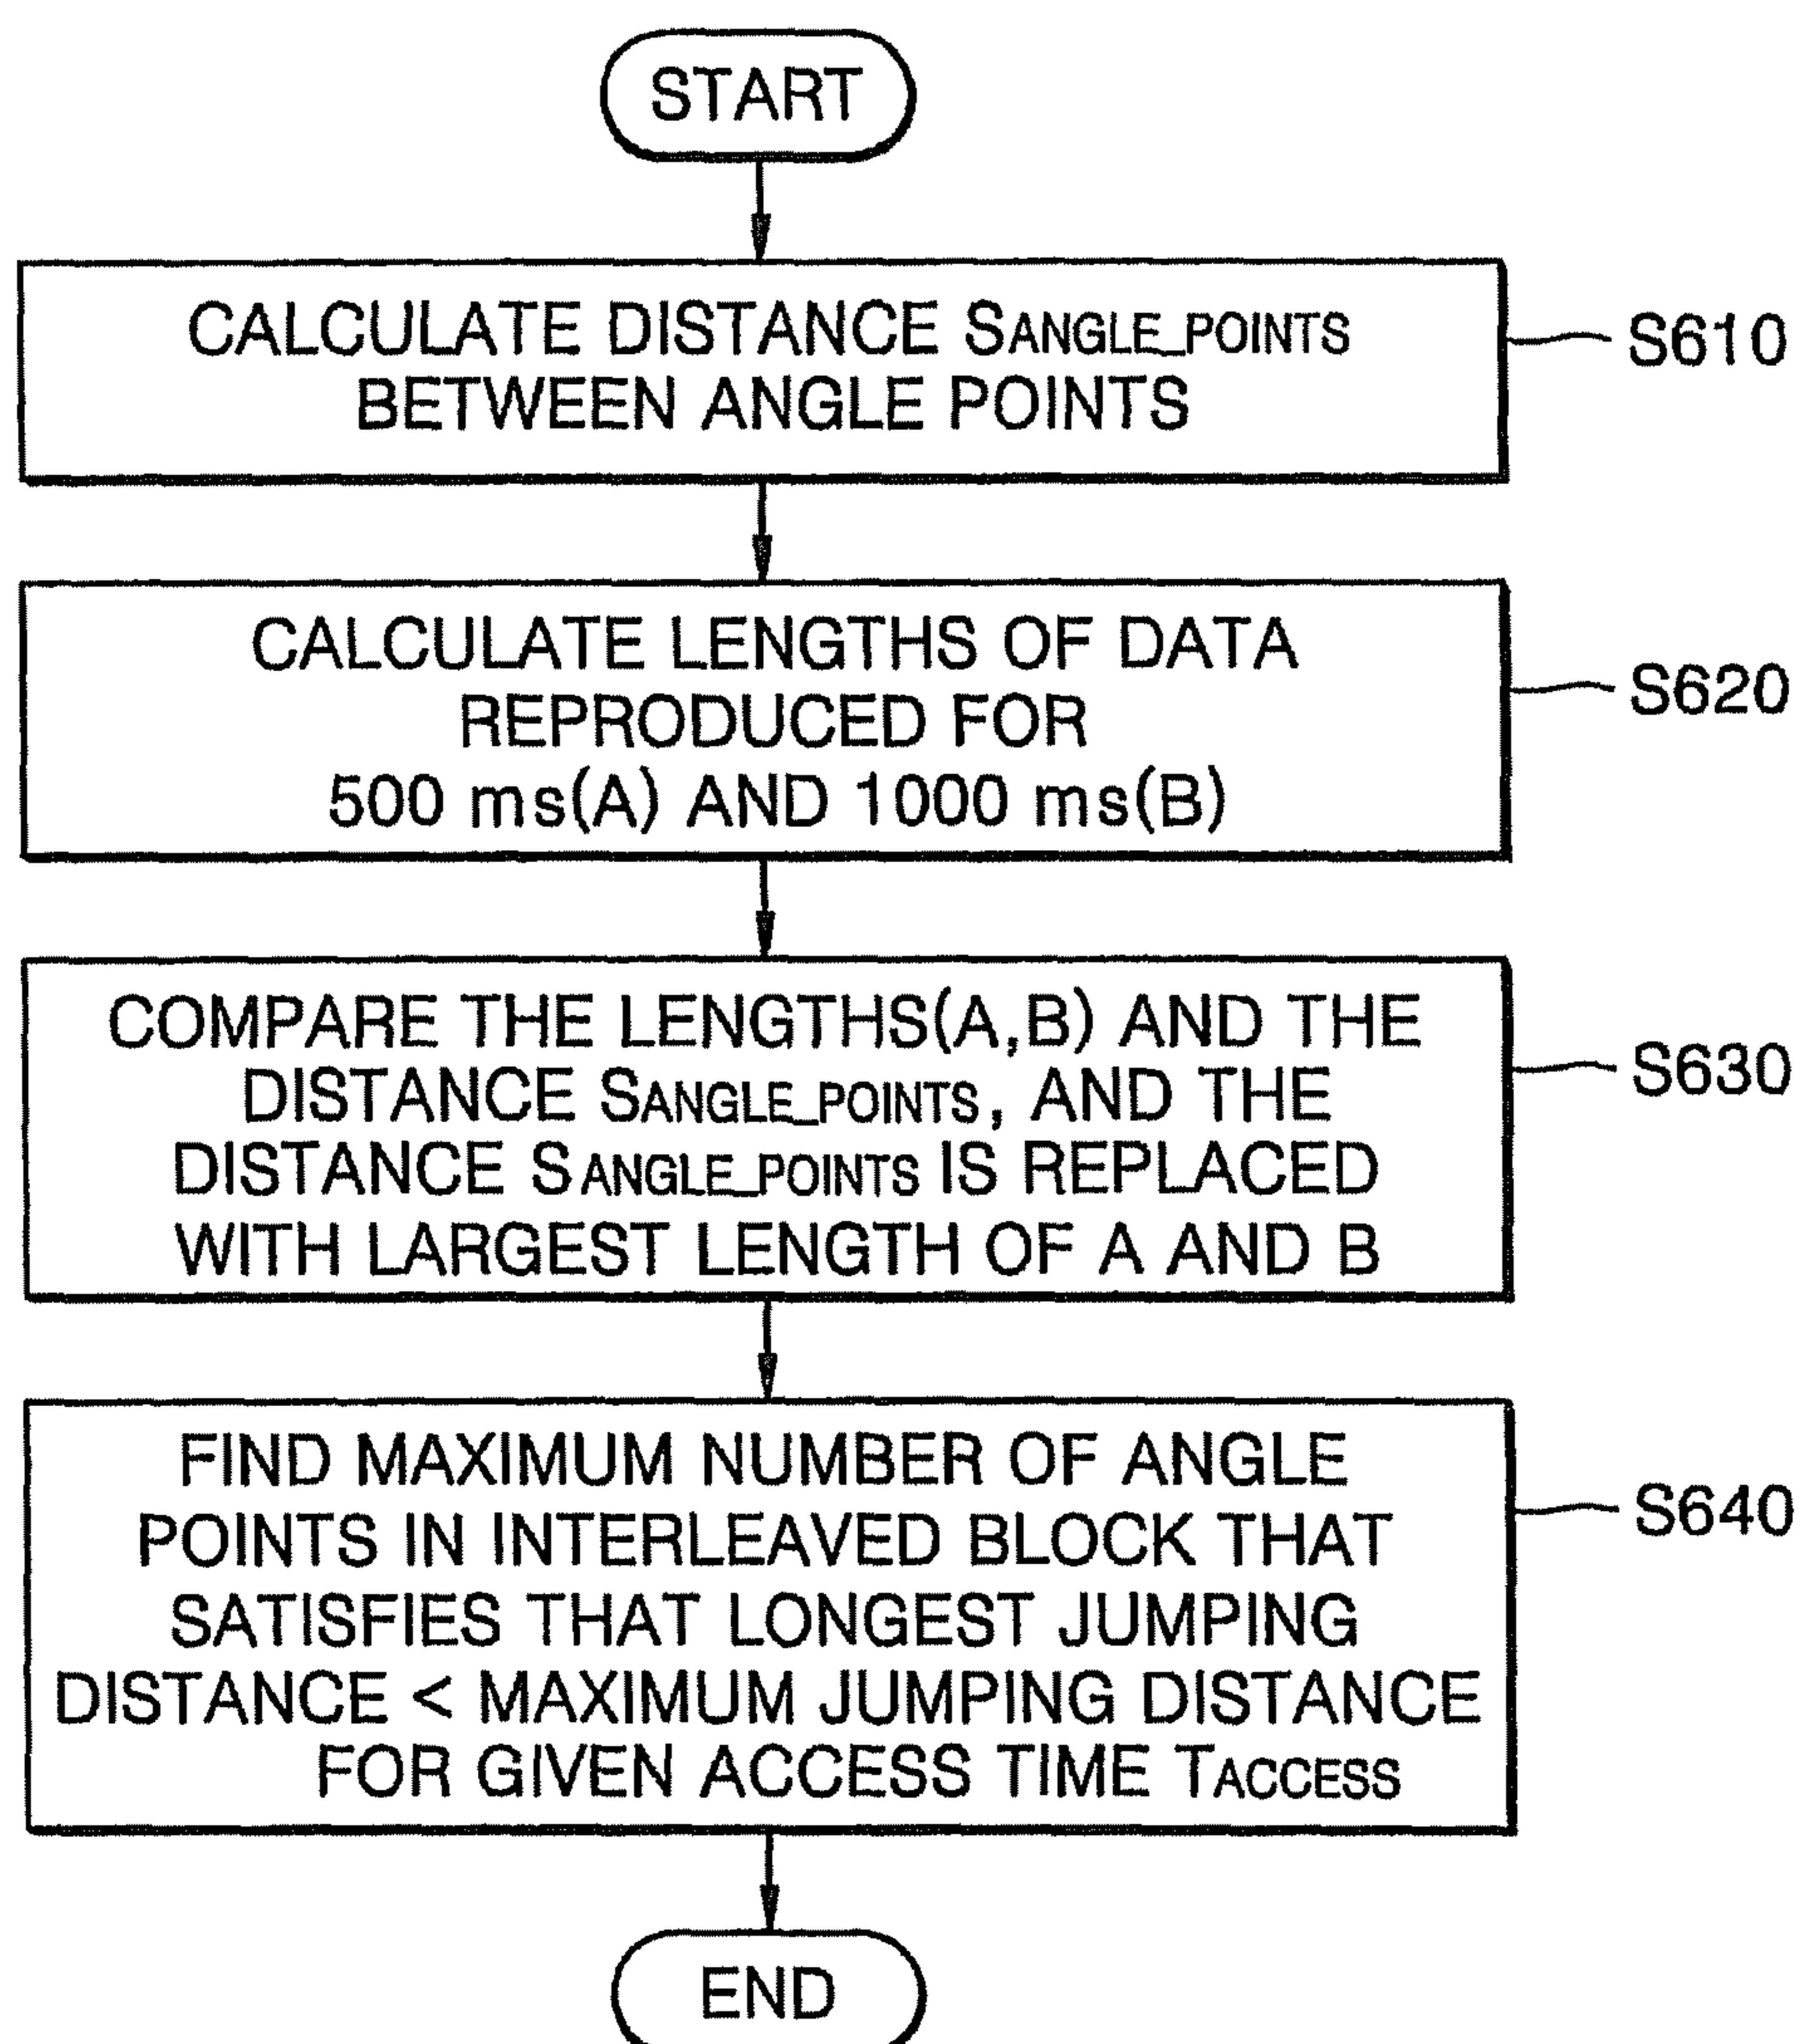 START
CALCULATE DISTANCE SANGLE_POINTS
BETWEEN ANGLE POINTS
S610
CALCULATE LENGTHS OF DATA
REPRODUCED FOR
500 ms(A) AND 1000 ms(B)
S620
COMPARE THE LENGTHS(A,B) AND THE
DISTANCE SANGLE_POINTS, AND THE
DISTANCE SANGLE_POINTS IS REPLACED
WITH LARGEST LENGTH OF A AND B
S630
FIND MAXIMUM NUMBER OF ANGLE
POINTS IN INTERLEAVED BLOCK THAT
SATISFIES THAT LONGEST JUMPING
DISTANCE < MAXIMUM JUMPING DISTANCE
FOR GIVEN ACCESS TIME TACCESS
S640
END